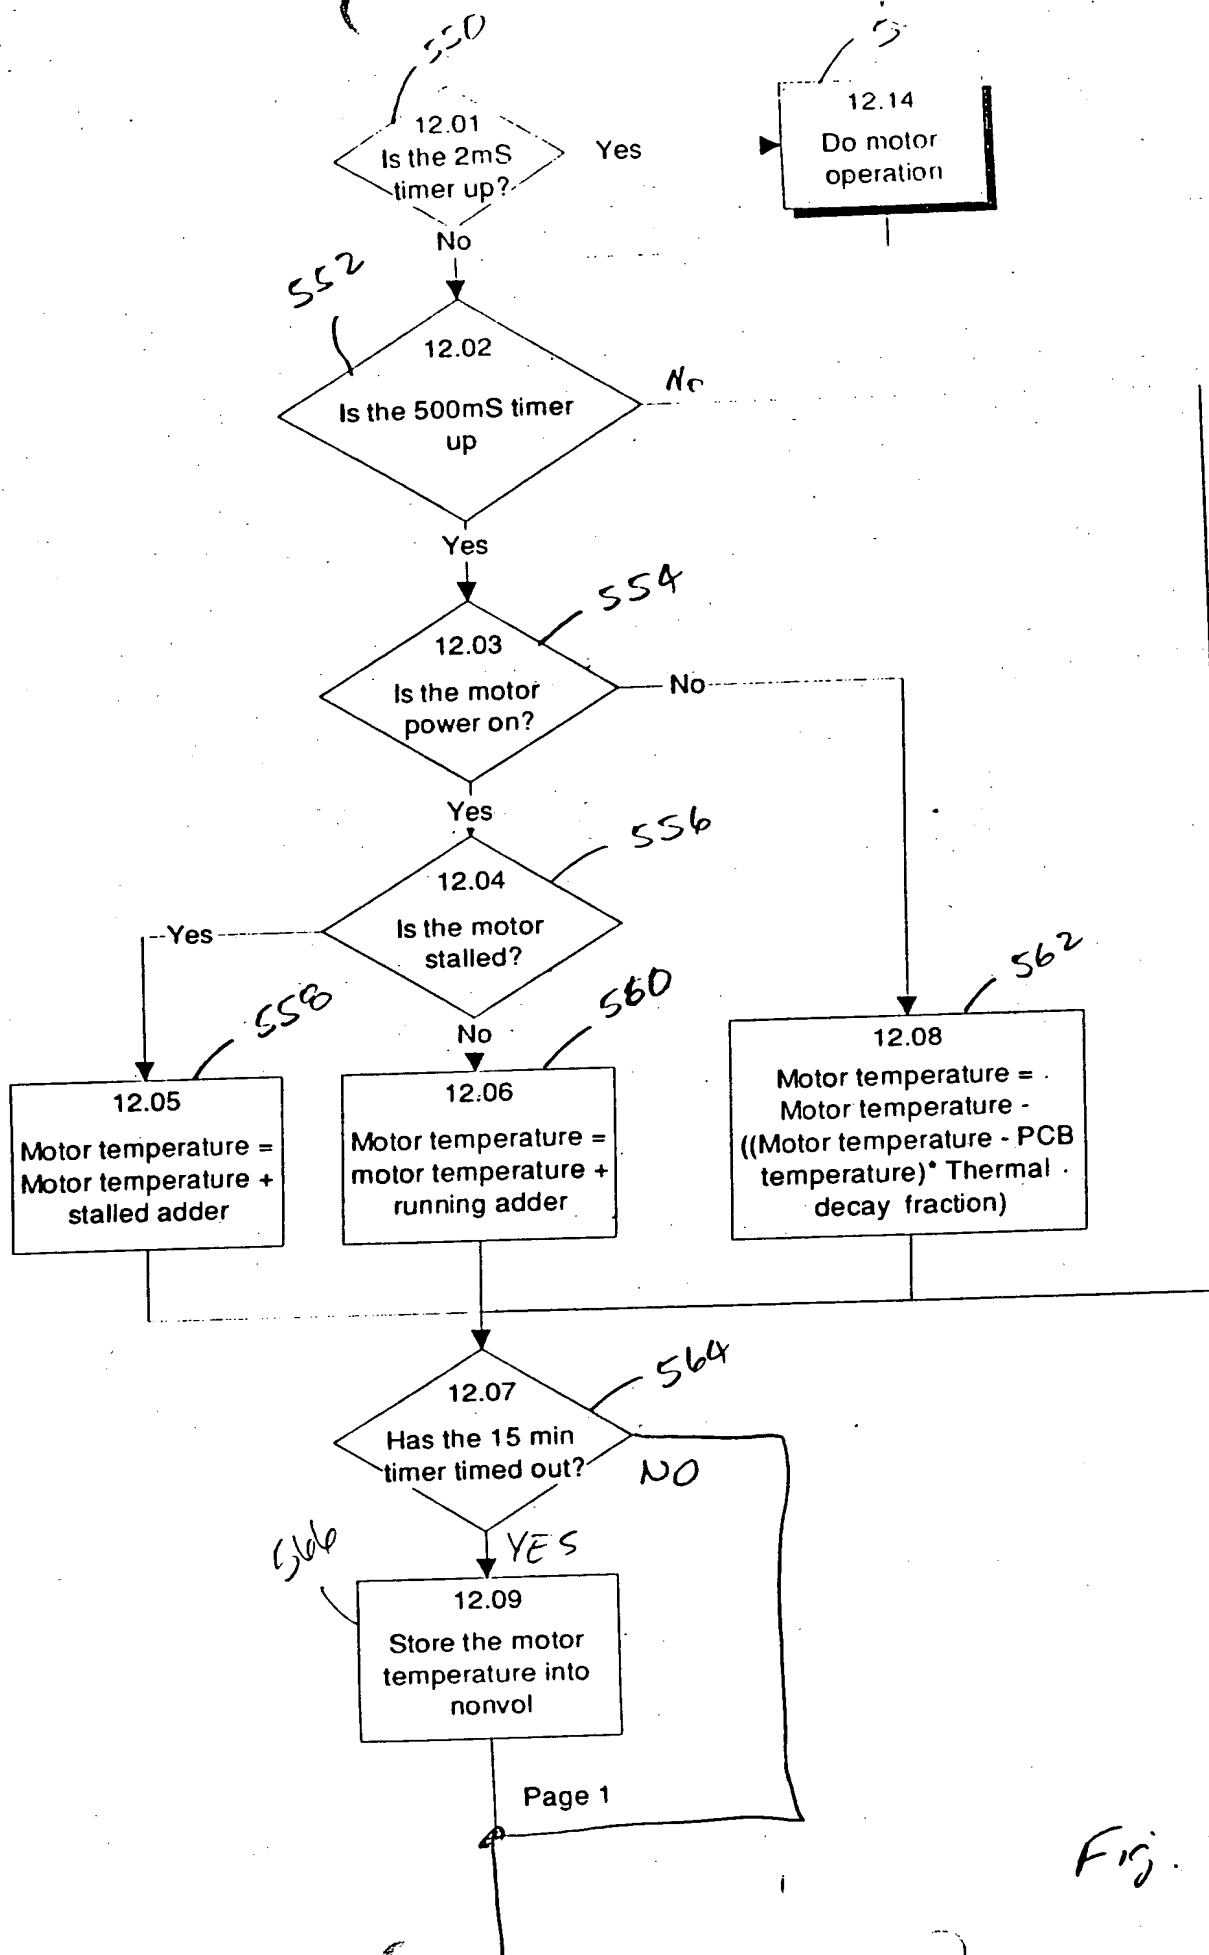 550
12.01
Is the 2mS
timer up?
Yes
12.14
Do motor
operation
No
552
12.02
Is the 500mS timer
up
No
Yes
554
12.03
Is the motor
power on?
No
Yes
556
12.04
Is the motor
stalled?
Yes
No
558
12.05
Motor temperature =
Motor temperature +
stalled adder
560
12.06
Motor temperature =
motor temperature +
running adder
562
12.08
Motor temperature =
Motor temperature -
((Motor temperature - PCB
temperature)* Thermal
decay fraction)
564
12.07
Has the 15 min
timer timed out?
NO
YES
566
12.09
Store the motor
temperature into
nonvol
Page 1
Fig.